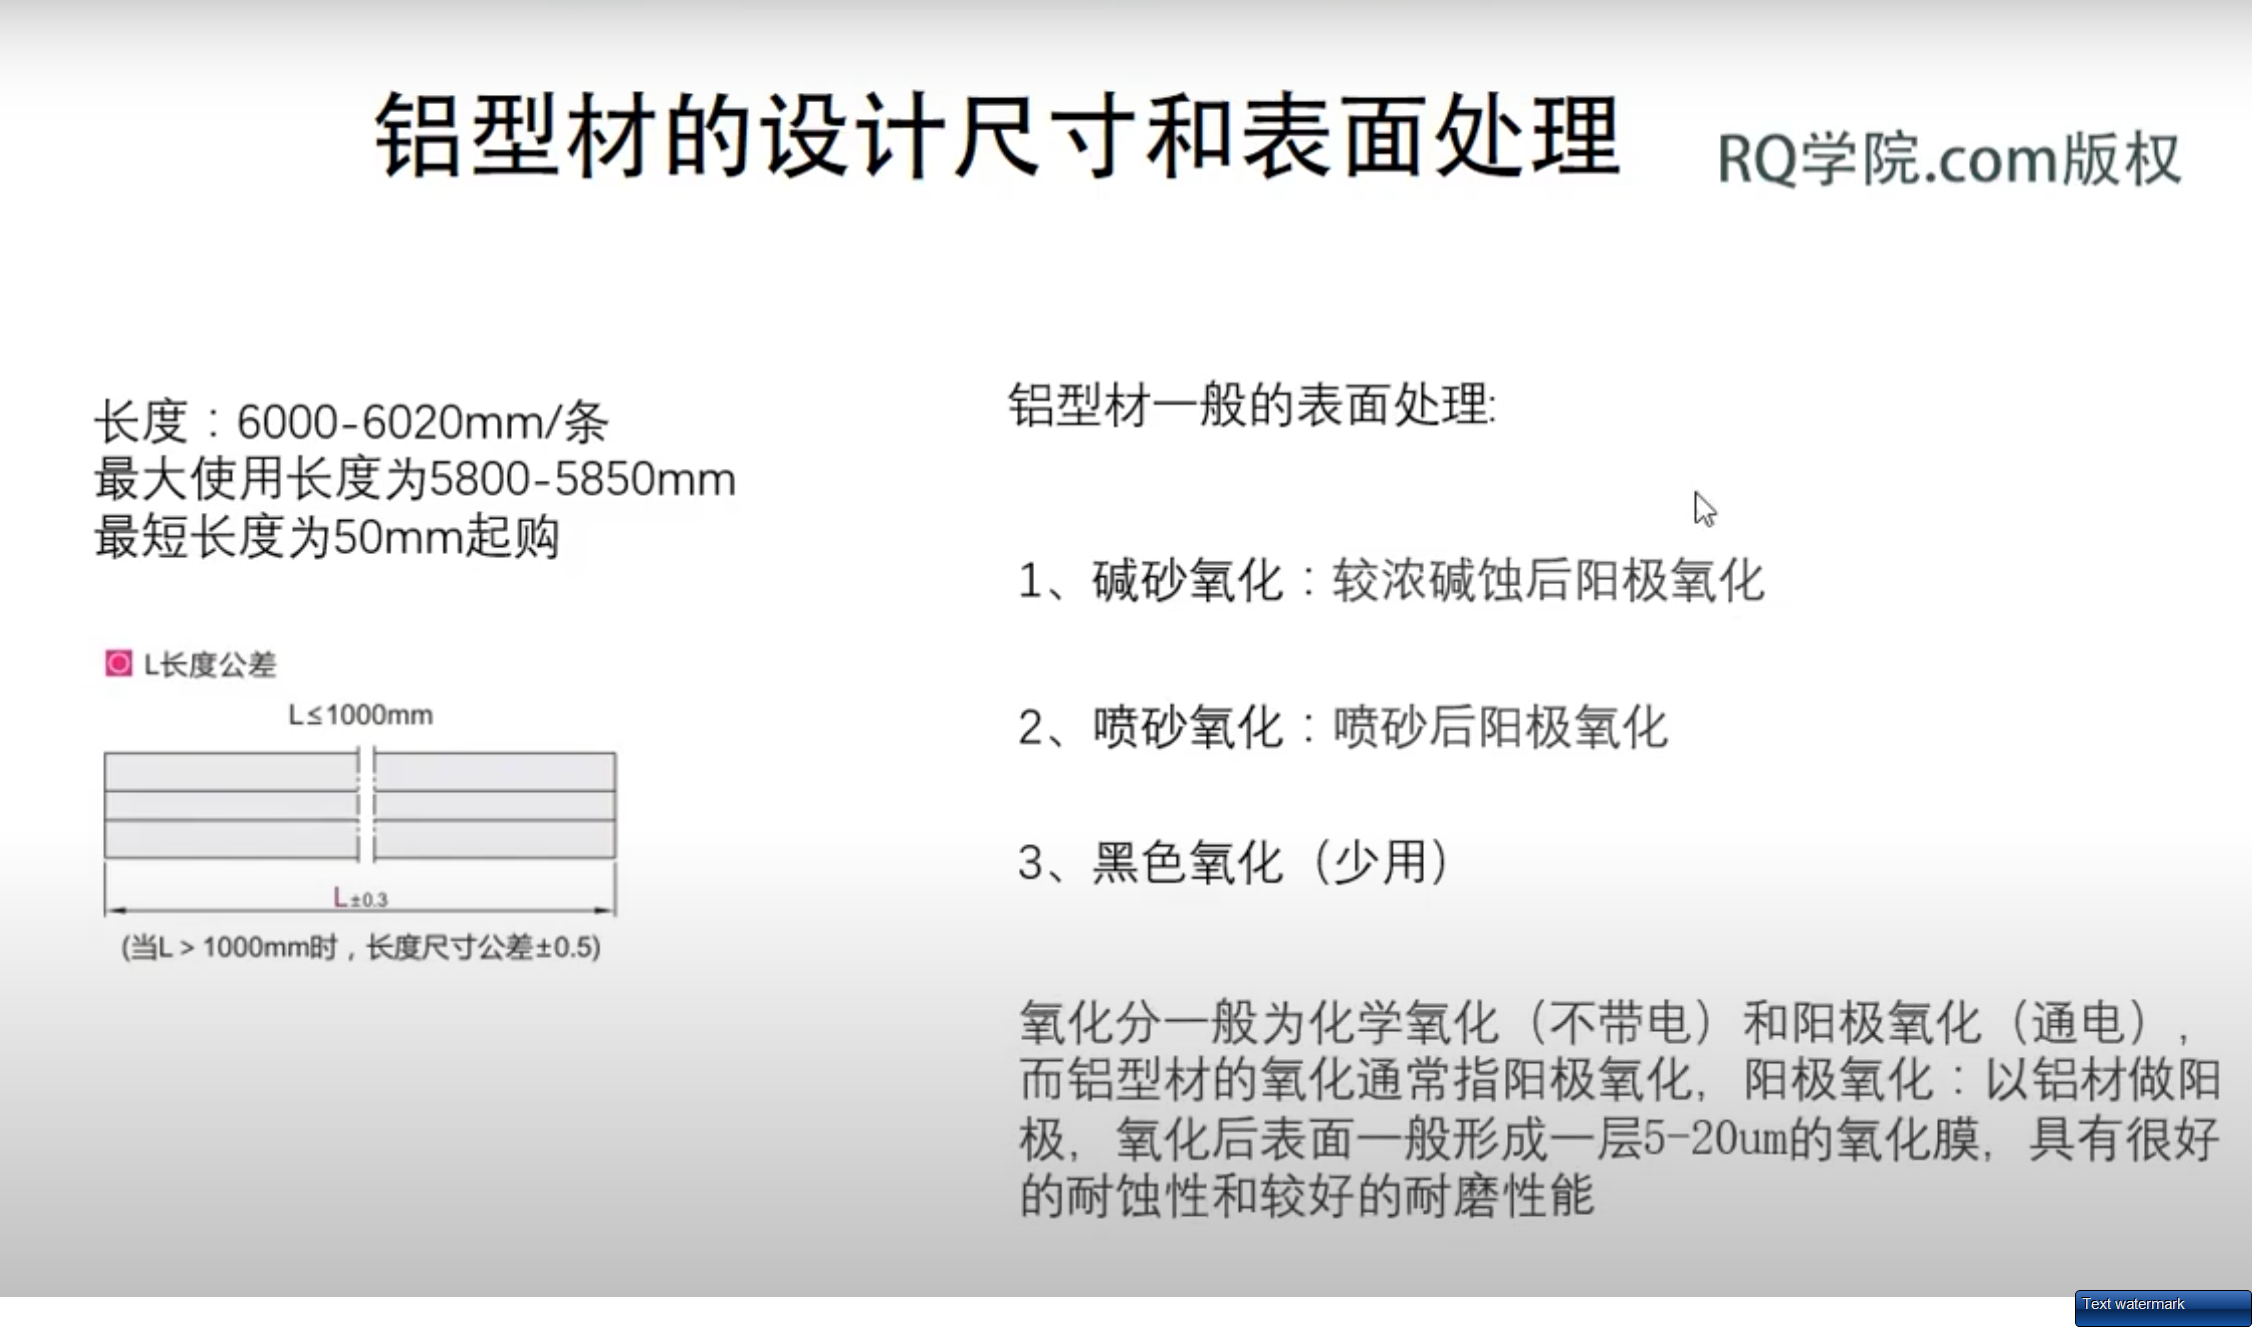 铝型材的设计尺寸和表面处理
RQ学院.com版权
长度：6000-6020mm/条
最大使用长度为5800-5850mm
最短长度为50mm起购
L长度公差
L≤1000mm
L±0.3
(当L > 1000mm时，长度尺寸公差±0.5)
铝型材一般的表面处理:
1、碱砂氧化：较浓碱蚀后阳极氧化
2、喷砂氧化：喷砂后阳极氧化
3、黑色氧化（少用）
氧化分一般为化学氧化（不带电）和阳极氧化（通电），
而铝型材的氧化通常指阳极氧化，阳极氧化：以铝材做阳
极，氧化后表面一般形成一层5-20um的氧化膜，具有很好
的耐蚀性和较好的耐磨性能
Text watermark